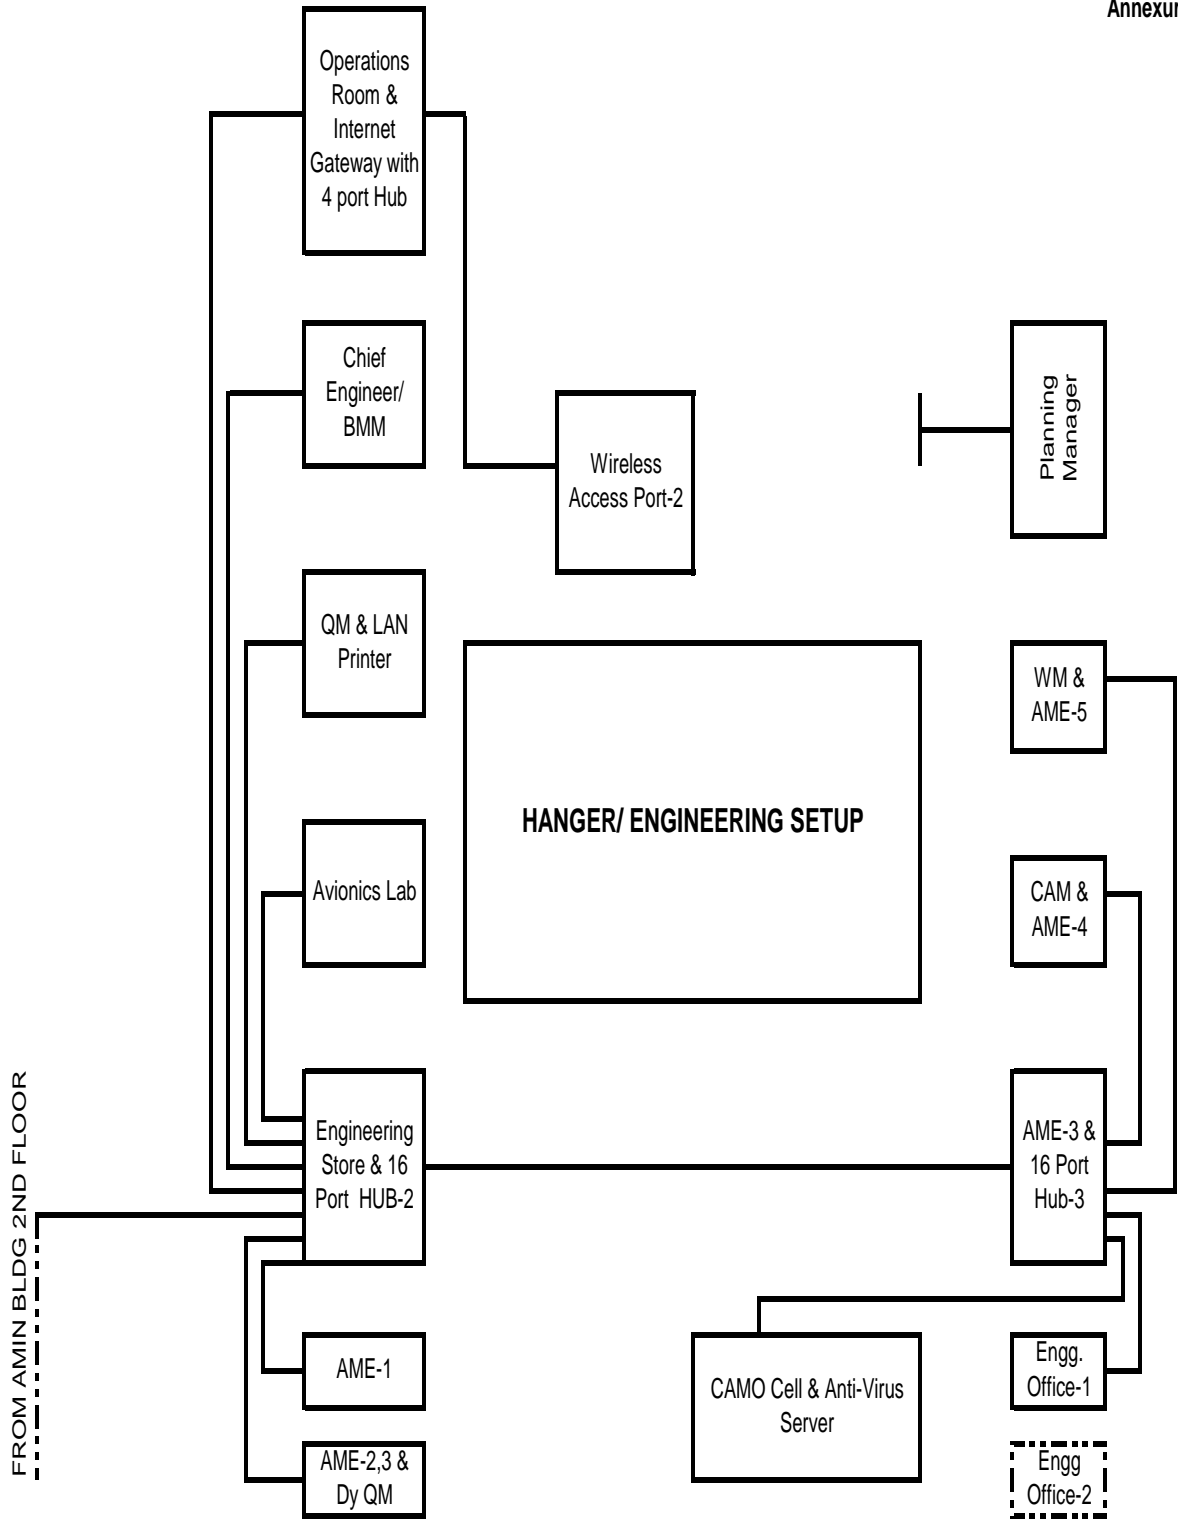 Annexur
Operations
Room &
Internet
Gateway with
4 port Hub
Chief
Engineer/
BMM
Planning
Manager
Wireless
Access Port-2
QM & LAN
Printer
WM &
AME-5
HANGER/ ENGINEERING SETUP
Avionics Lab
CAM &
AME-4
FROM AMIN BLDG 2ND FLOOR
Engineering
Store & 16
Port HUB-2
AME-3 &
16 Port
Hub-3
AME-1
CAMO Cell & Anti-Virus
Server
Engg.
Office-1
AME-2,3 &
Dy QM
Engg
Office-2